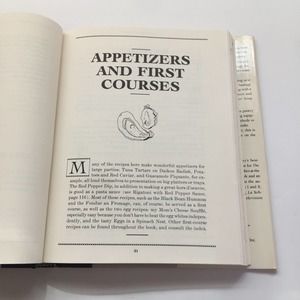 APPETIZERS
AND FIRST
COURSES
Many of the recipes here make wonderful appetizers for
large parties. Tuna Tartare on Daikon Radish, Pota-
toes and Red Caviar, and Guacamole Piquante, for ex-
ample, all lend themselves to presentation on big platters or trays.
The Red Pepper Dip, in addition to making a great hors d'oeuvre,
is good as a pasta sauce (see Rigatoni with Red Pepper Sauce,
page 116). Most of these recipes, such as the Black Bean Hummus
and the Fondue au Fromage, can, of course, be served as a first
course, as well as the two egg recipes: my Mom's Cheese Soufflé,
especially easy because you don't have to beat the egg whites indepen-
dently, and the tasty Eggs in a Spinach Nest. Other first-course
recipes can be found throughout the book, and consult the index.